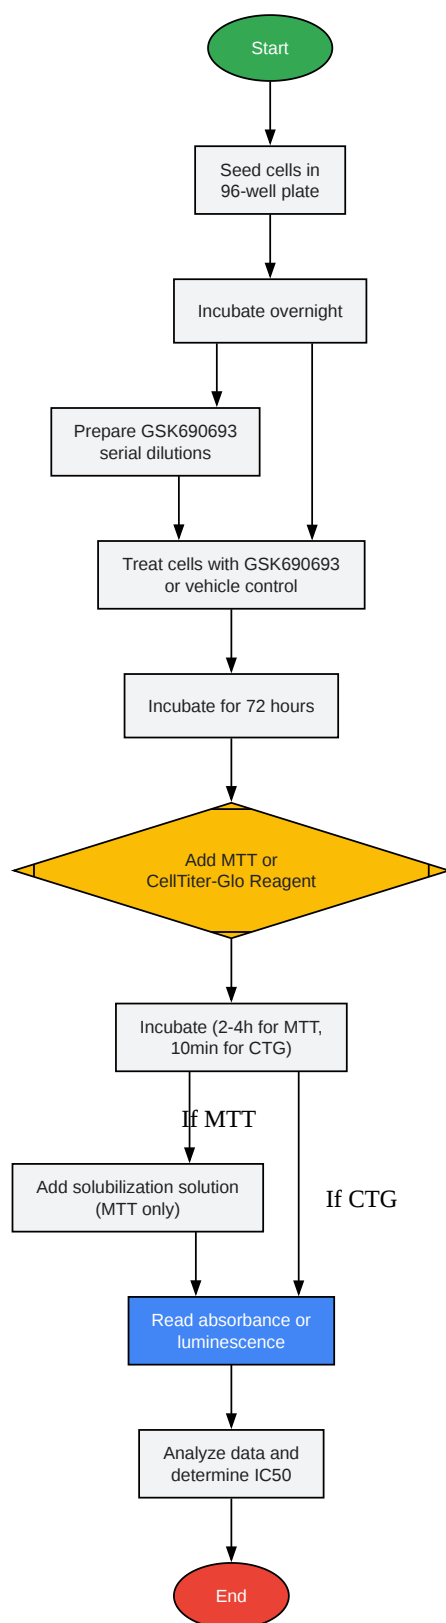 Start
Seed cells in
96-well plate
Incubate overnight
Prepare GSK690693
serial dilutions
Treat cells with GSK690693
or vehicle control
Incubate for 72 hours
Add MTT or
CellTiter-Glo Reagent
Incubate (2-4h for MTT,
10min for CTG)
If MTT
Add solubilization solution
(MTT only)
If CTG
Read absorbance or
luminescence
Analyze data and
determine IC50
End